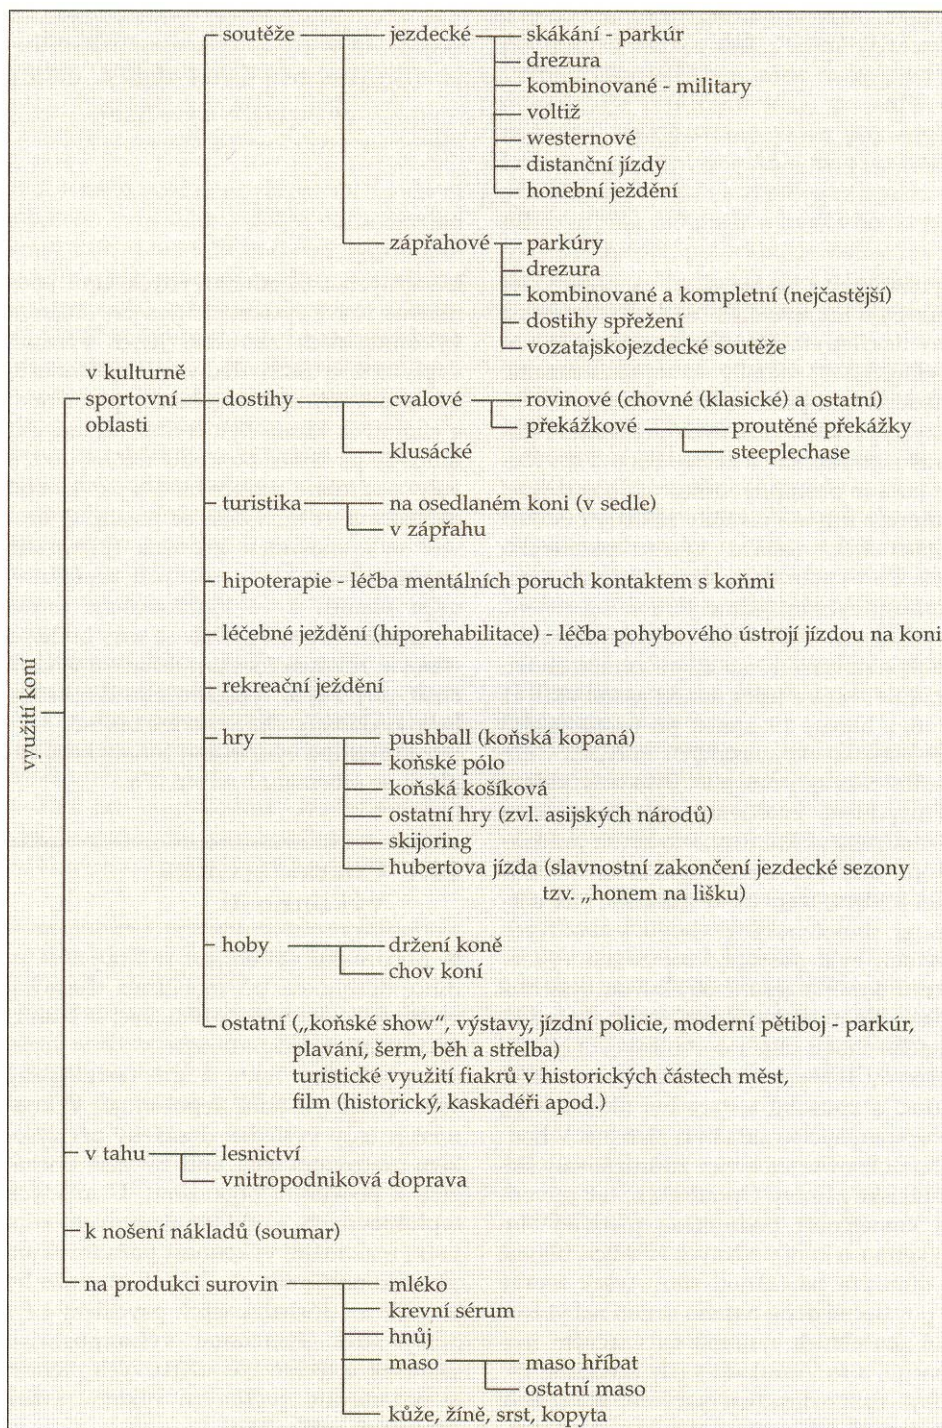 soutěže jezdecké skákání - parkúr
drezura
kombinované - military
voltiž
westernové
distanční jízdy
honební ježdění
zápřahové parkúry
drezura
kombinované a kompletní (nejčastější)
dostihy spřežení
vozatajskojezdecké soutěže
v kulturně
sportovní
oblasti
dostihy cvalové rovinové (chovné (klasické) a ostatní)
překážkové proutěné překážky
klusácké steeplechase
turistika na osedlaném koni (v sedle)
v zápřahu
hipoterapie - léčba mentálních poruch kontaktem s koňmi
léčebné ježdění (hiporehabilitace) - léčba pohybového ústrojí jízdou na koni
rekreační ježdění
využití koní
hry pushball (koňská kopaná)
koňské pólo
koňská košíková
ostatní hry (zvl. asijských národů)
skijoring
hubertova jízda (slavnostní zakončení jezdecké sezony
tzv. „honem na lišku)
hoby držení koně
chov koní
ostatní („koňské show“, výstavy, jízdní policie, moderní pětiboj - parkúr,
plavání, šerm, běh a střelba)
turistické využití fiakrů v historických částech měst,
film (historický, kaskadéři apod.)
v tahu lesnictví
vnitropodniková doprava
k nošení nákladů (soumar)
na produkci surovin mléko
krevní sérum
hnůj
maso maso hříbat
ostatní maso
kůže, žíně, srst, kopyta